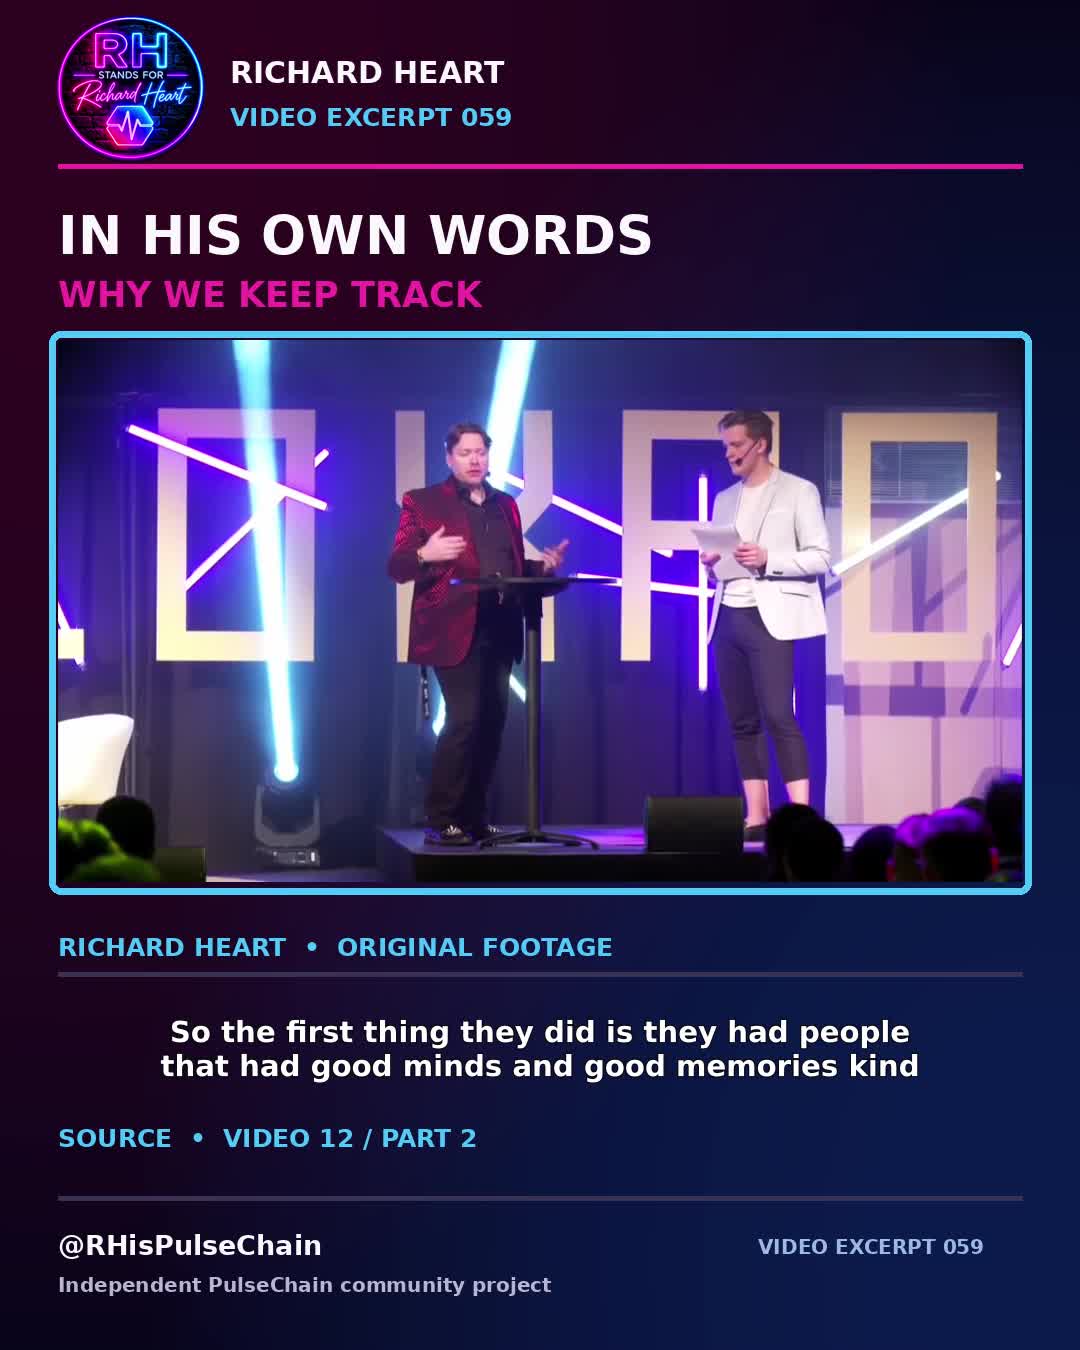 RH
STANDS FOR
Richard Heart
RICHARD HEART
VIDEO EXCERPT 059
IN HIS OWN WORDS
WHY WE KEEP TRACK
RICHARD HEART • ORIGINAL FOOTAGE
So the first thing they did is they had people
that had good minds and good memories kind
SOURCE • VIDEO 12 / PART 2
@RHisPulseChain
VIDEO EXCERPT 059
Independent PulseChain community project